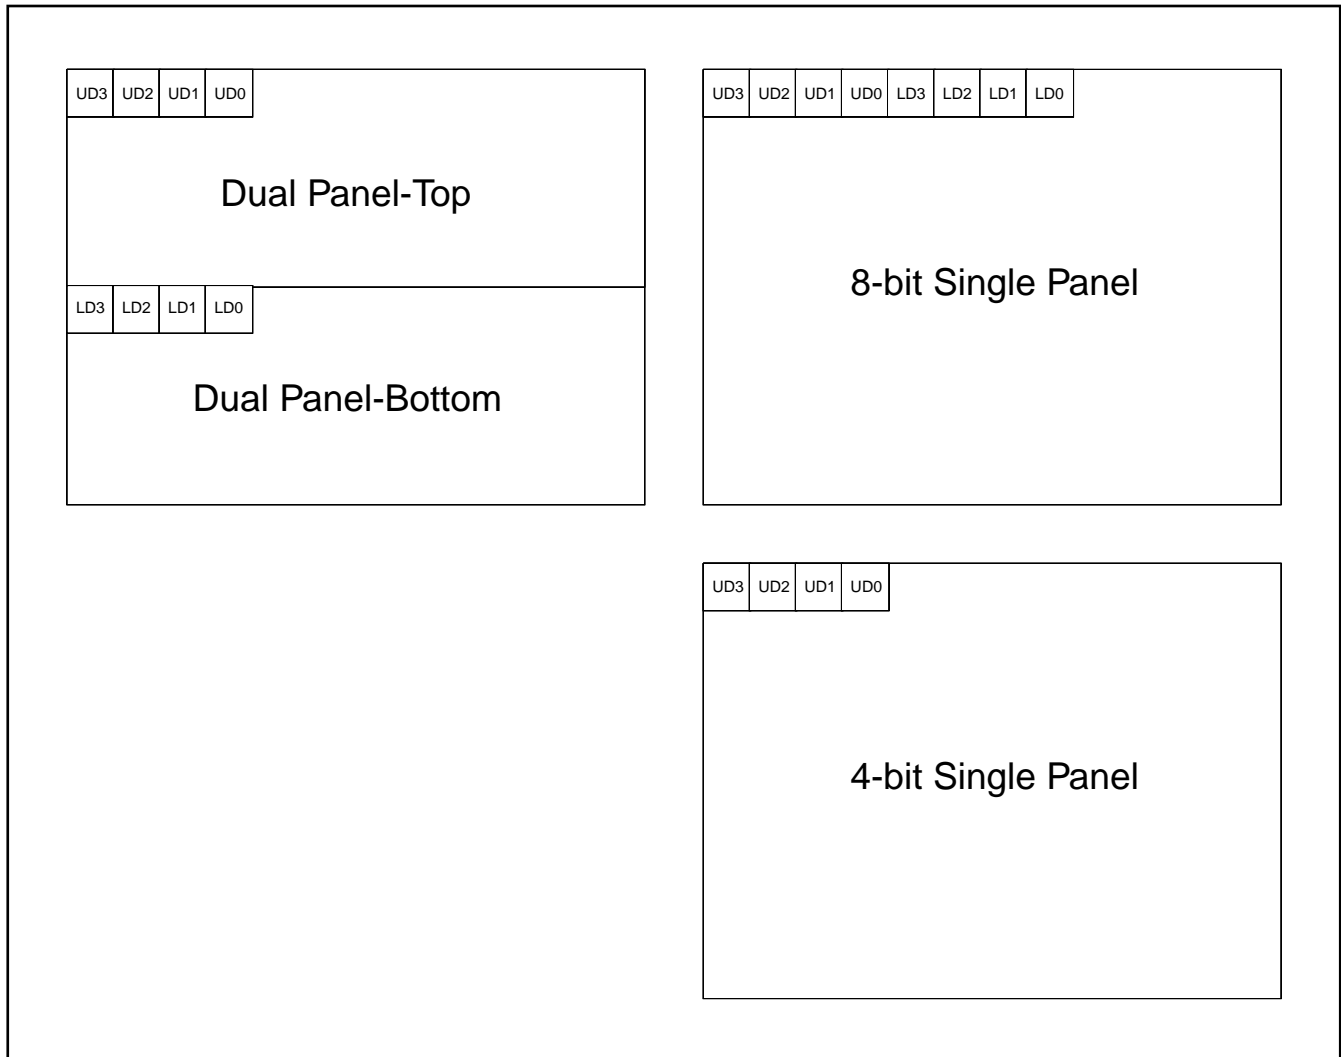 UD3 UD2 UD1 UD0
Dual Panel-Top
LD3 LD2 LD1 LD0
Dual Panel-Bottom
UD3 UD2 UD1 UD0 LD3 LD2 LD1 LD0
8-bit Single Panel
UD3 UD2 UD1 UD0
4-bit Single Panel